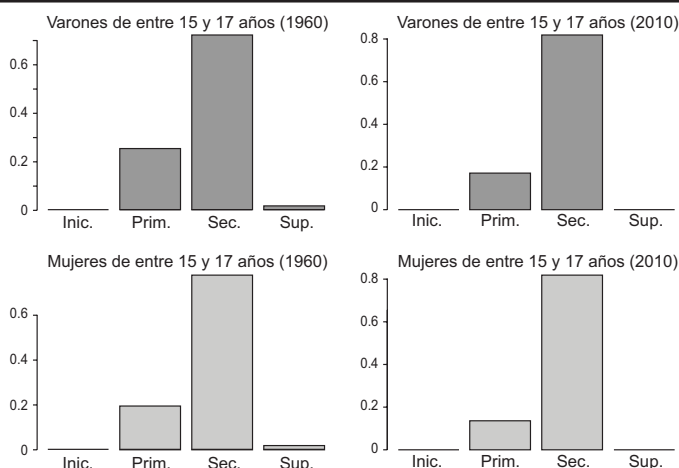 Varones de entre 15 y 17 años (1960)
0.6
0.4
0.2
0
Inic. Prim. Sec. Sup.
Varones de entre 15 y 17 años (2010)
0.8
0.6
0.4
0.2
0
Inic. Prim. Sec. Sup.
Mujeres de entre 15 y 17 años (1960)
0.6
0.4
0.2
0
Inic. Prim. Sec. Sup.
Mujeres de entre 15 y 17 años (2010)
0.8
0.6
0.4
0.2
0
Inic. Prim. Sec. Sup.